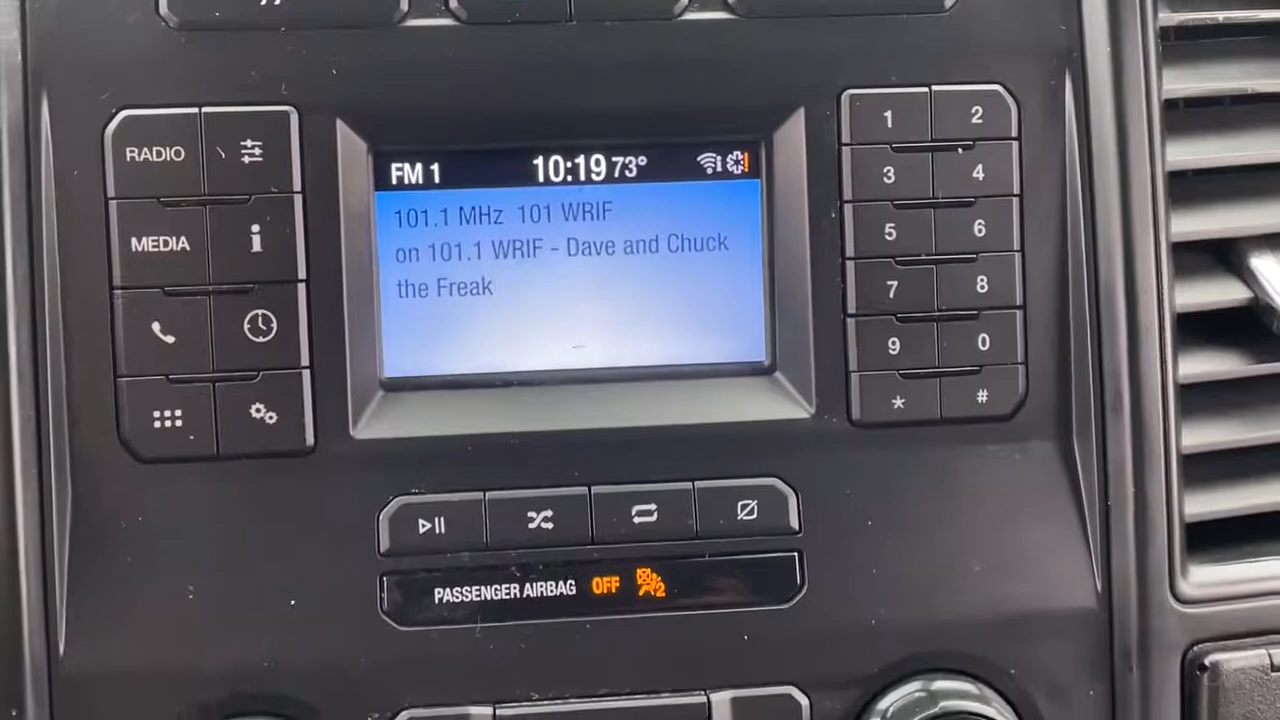 RADIO
MEDIA
FM 1 10:19 73°
101.1 MHz 101 WRIF
on 101.1 WRIF - Dave and Chuck
the Freak
1 2
3 4
5 6
7 8
9 0
* #
PASSENGER AIRBAG OFF 2